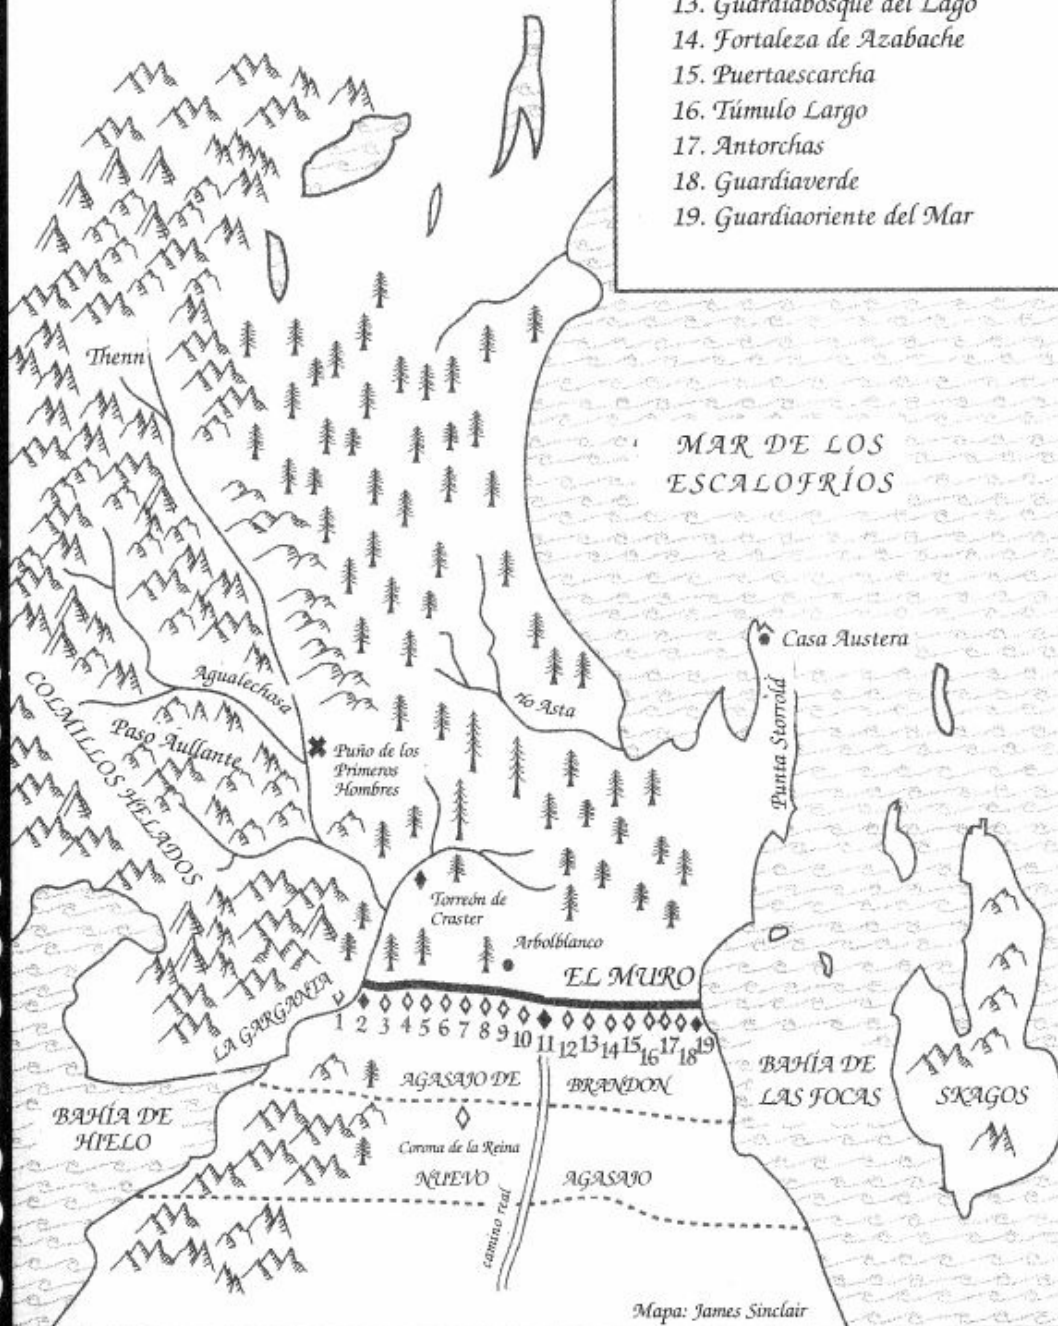 13. Guardiabosque del Lago
14. Fortaleza de Azabache
15. Puertaescarcha
16. Túmulo Largo
17. Antorchas
18. Guardiaverde
19. Guardiaoriente del Mar
Thenn
MAR DE LOS
ESCALOFRÍOS
Casa Austera
Agualechosa
río Asta
COLMILLOS HELADOS
Paso Aullante
Puño de los
Primeros
Hombres
Punta Storrold
Torreón de
Craster
Arbolblanco
EL MURO
LA GARGANTA
1 2 3 4 5 6 7 8 9 10 11 12 13 14 15 16 17 18 19
AGASAJO DE BRANDON
BAHÍA DE
LAS FOCAS
SKAGOS
BAHÍA DE
HIELO
Corona de la Reina
NUEVO AGASAJO
camino real
Mapa: James Sinclair